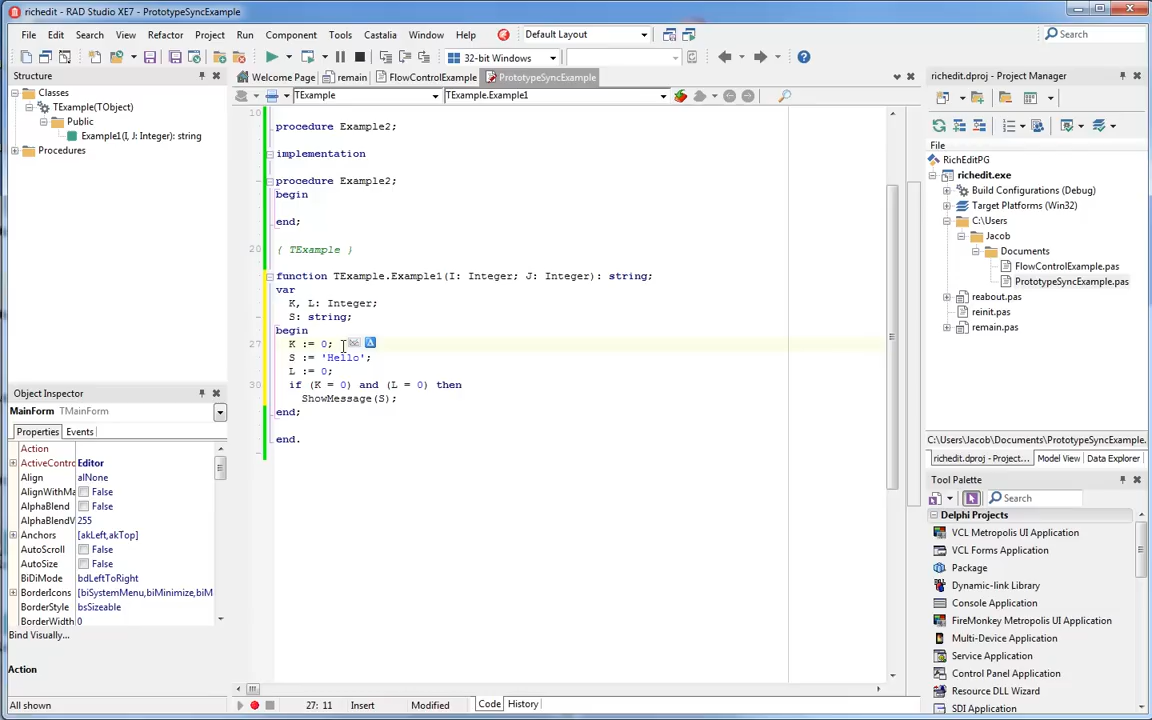 richedit - RAD Studio XE7 - PrototypeSyncExample
File Edit Search View Refactor Project Run Component Tools Castalia Window Help Default Layout Search
32-bit Windows
Structure
Classes
TExample(TObject)
Public
Example1(I, J: Integer): string
Procedures
Welcome Page remain FlowControlExample PrototypeSyncExample
TExample TExample.Example1
10
procedure Example2;
implementation
procedure Example2;
begin
end;
20 { TExample }
function TExample.Example1(I: Integer; J: Integer): string;
var
K, L: Integer;
S: string;
begin
27 K := 0;
S := 'Hello';
L := 0;
30 if (K = 0) and (L = 0) then
ShowMessage(S);
end;
end.
27: 11 Insert Modified Code History
Object Inspector
MainForm TMainForm
Properties Events
Action
ActiveContro Editor
Align alNone
AlignWithMa False
AlphaBlend False
AlphaBlendV 255
Anchors [akLeft,akTop]
AutoScroll False
AutoSize False
BiDiMode bdLeftToRight
BorderIcons [biSystemMenu,biMinimize,biM
BorderStyle bsSizeable
BorderWidth 0
Bind Visually...
Action
All shown
richedit.dproj - Project Manager
File
RichEditPG
richedit.exe
Build Configurations (Debug)
Target Platforms (Win32)
C:\Users
Jacob
Documents
FlowControlExample.pas
PrototypeSyncExample.pas
reabout.pas
reinit.pas
remain.pas
C:\Users\Jacob\Documents\PrototypeSyncExample.
richedit.dproj - Project... Model View Data Explorer
Tool Palette
Search
Delphi Projects
VCL Metropolis UI Application
VCL Forms Application
Package
Dynamic-link Library
Console Application
FireMonkey Metropolis UI Application
Multi-Device Application
Service Application
Control Panel Application
Resource DLL Wizard
SDI Application